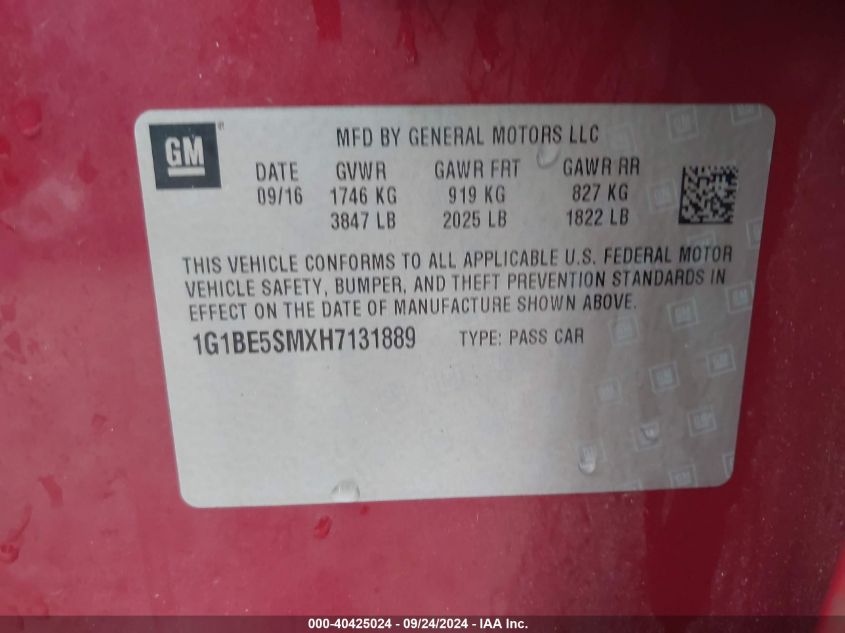 GM
MFD BY GENERAL MOTORS LLC
DATE GVWR GAWR FRT GAWR RR
09/16 1746 KG 919 KG 827 KG
3847 LB 2025 LB 1822 LB
THIS VEHICLE CONFORMS TO ALL APPLICABLE U.S. FEDERAL MOTOR
VEHICLE SAFETY, BUMPER, AND THEFT PREVENTION STANDARDS IN
EFFECT ON THE DATE OF MANUFACTURE SHOWN ABOVE.
1G1BE5SMXH7131889 TYPE: PASS CAR
000-40425024 - 09/24/2024 - IAA Inc.